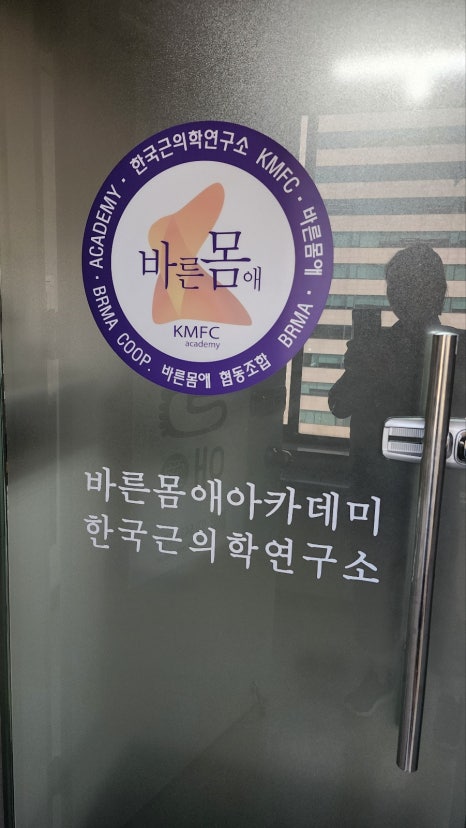 ACADEMY · 한국근의학연구소 KMFC · 바른몸애 ·
BRMA COOP. 바른몸애 협동조합 BRMA ·
바른몸애
KMFC
academy
바른몸애아카데미
한국근의학연구소